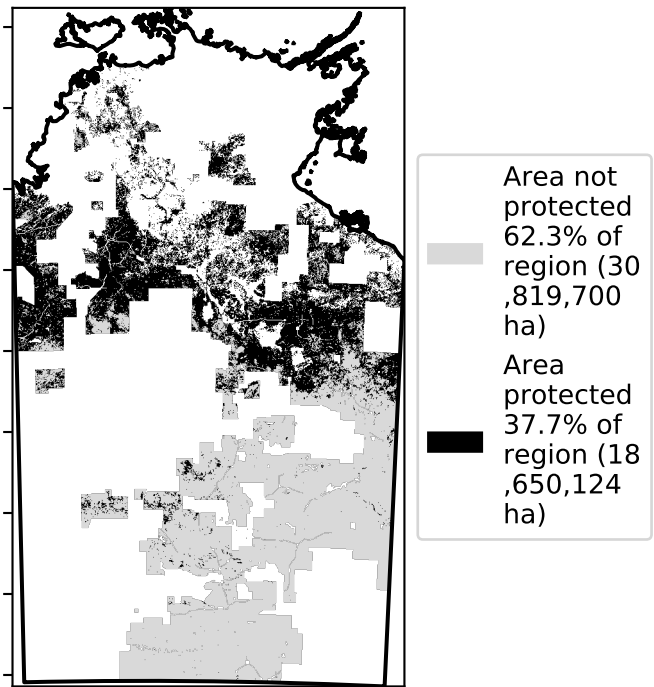 Area not
protected
62.3% of
region (30
,819,700
ha)
Area
protected
37.7% of
region (18
,650,124
ha)